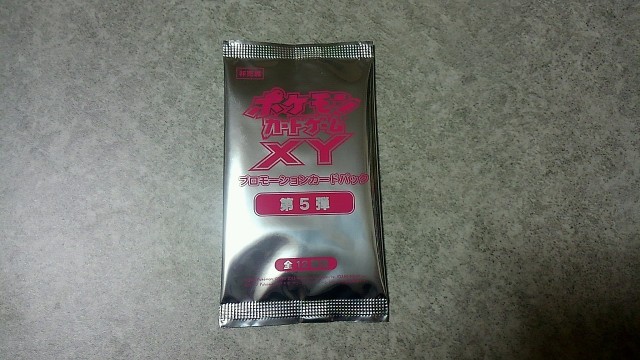 非売品
ポケモン
カードゲーム
XY
プロモーションカードパック
第5弾